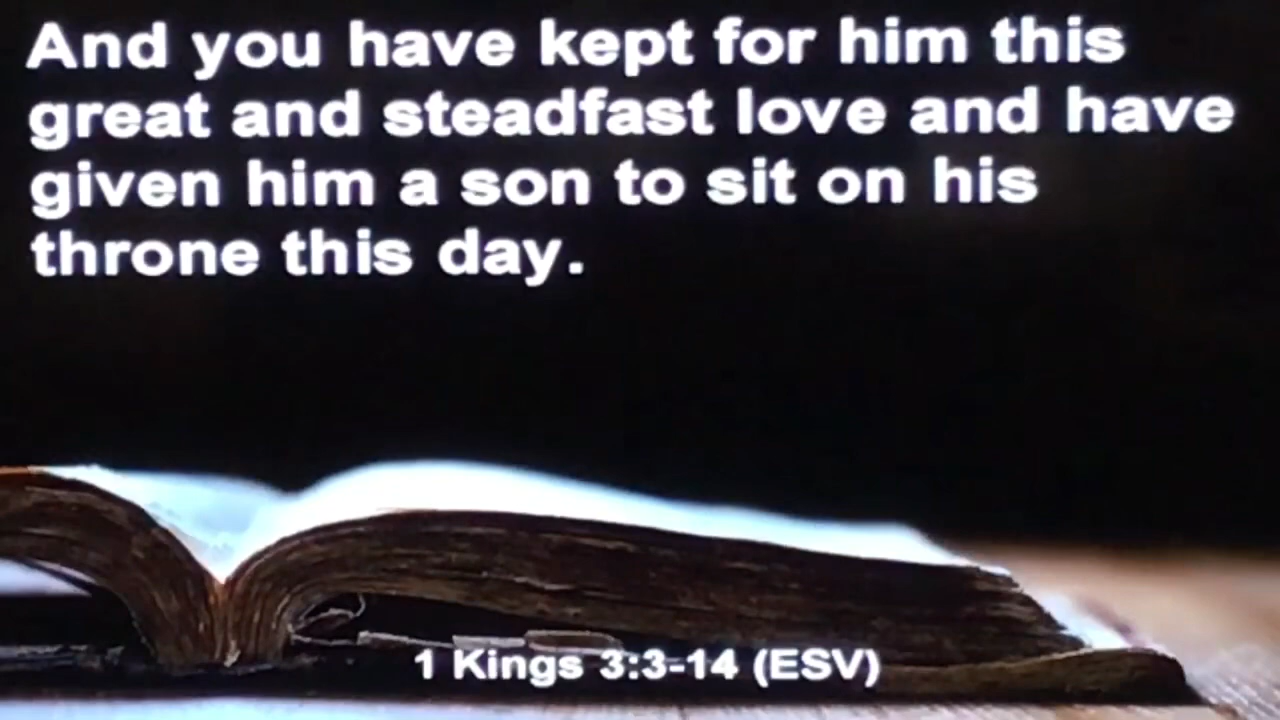 And you have kept for him this
great and steadfast love and have
given him a son to sit on his
throne this day.
1 Kings 3:3-14 (ESV)